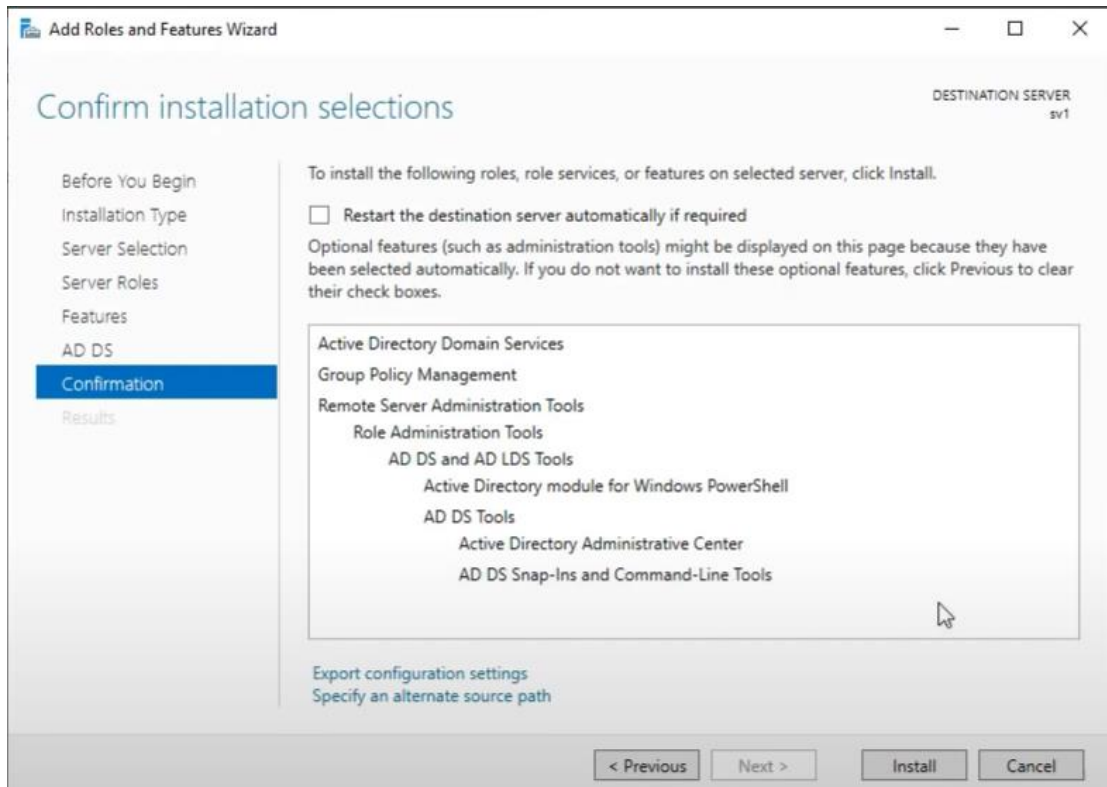 Add Roles and Features Wizard
Confirm installation selections
DESTINATION SERVER
sv1
Before You Begin
Installation Type
Server Selection
Server Roles
Features
AD DS
Confirmation
Results
To install the following roles, role services, or features on selected server, click Install.
Restart the destination server automatically if required
Optional features (such as administration tools) might be displayed on this page because they have
been selected automatically. If you do not want to install these optional features, click Previous to clear
their check boxes.
Active Directory Domain Services
Group Policy Management
Remote Server Administration Tools
Role Administration Tools
AD DS and AD LDS Tools
Active Directory module for Windows PowerShell
AD DS Tools
Active Directory Administrative Center
AD DS Snap-Ins and Command-Line Tools
Export configuration settings
Specify an alternate source path
< Previous
Next >
Install
Cancel